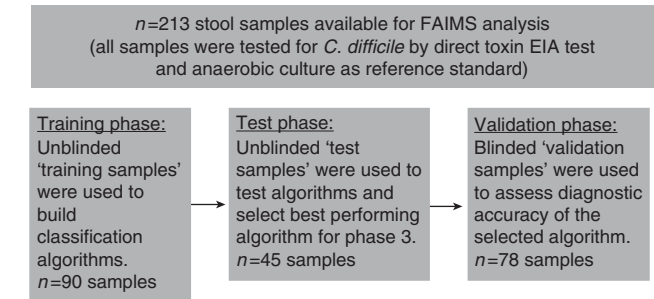 n=213 stool samples available for FAIMS analysis
(all samples were tested for C. difficile by direct toxin EIA test
and anaerobic culture as reference standard)
Training phase:
Unblinded
‘training samples’
were used to
build
classification
algorithms.
n=90 samples
Test phase:
Unblinded ‘test
samples’ were used to
test algorithms and
select best performing
algorithm for phase 3.
n=45 samples
Validation phase:
Blinded ‘validation
samples’ were used
to assess diagnostic
accuracy of the
selected algorithm.
n=78 samples